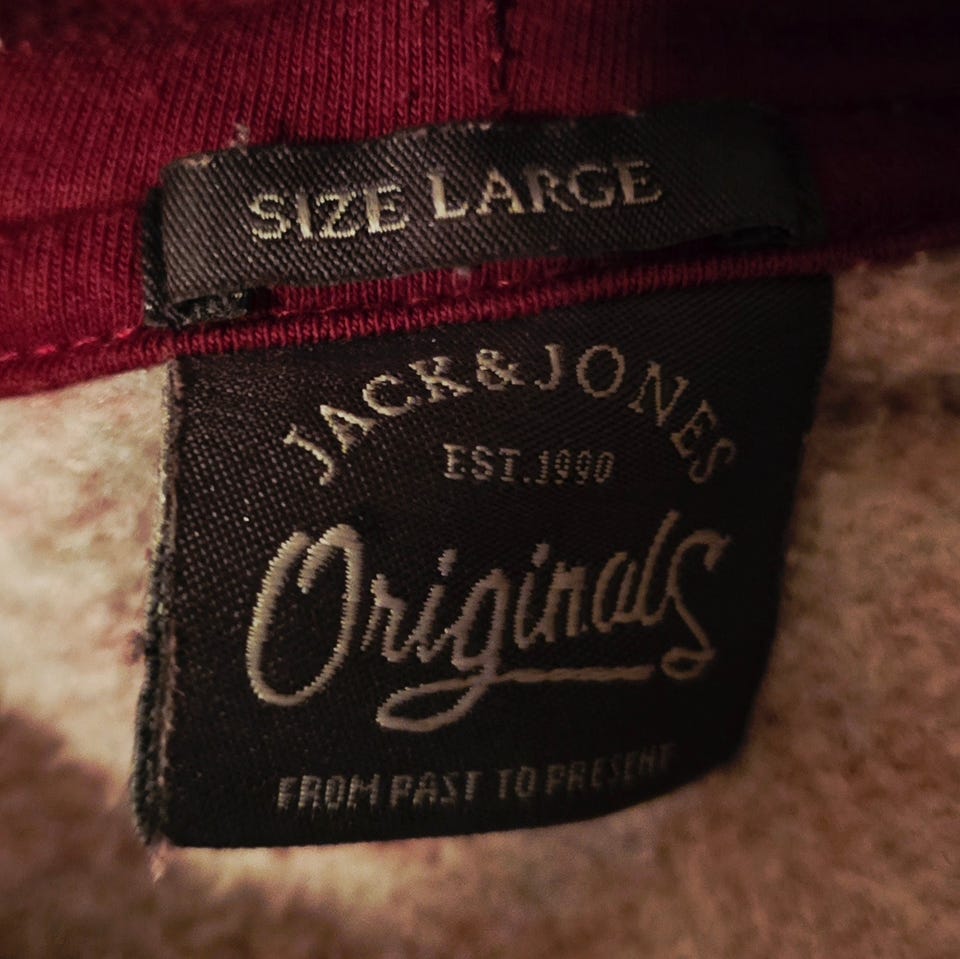 SIZE LARGE
JACK & JONES
EST.1990
Originals
FROM PAST TO PRESENT